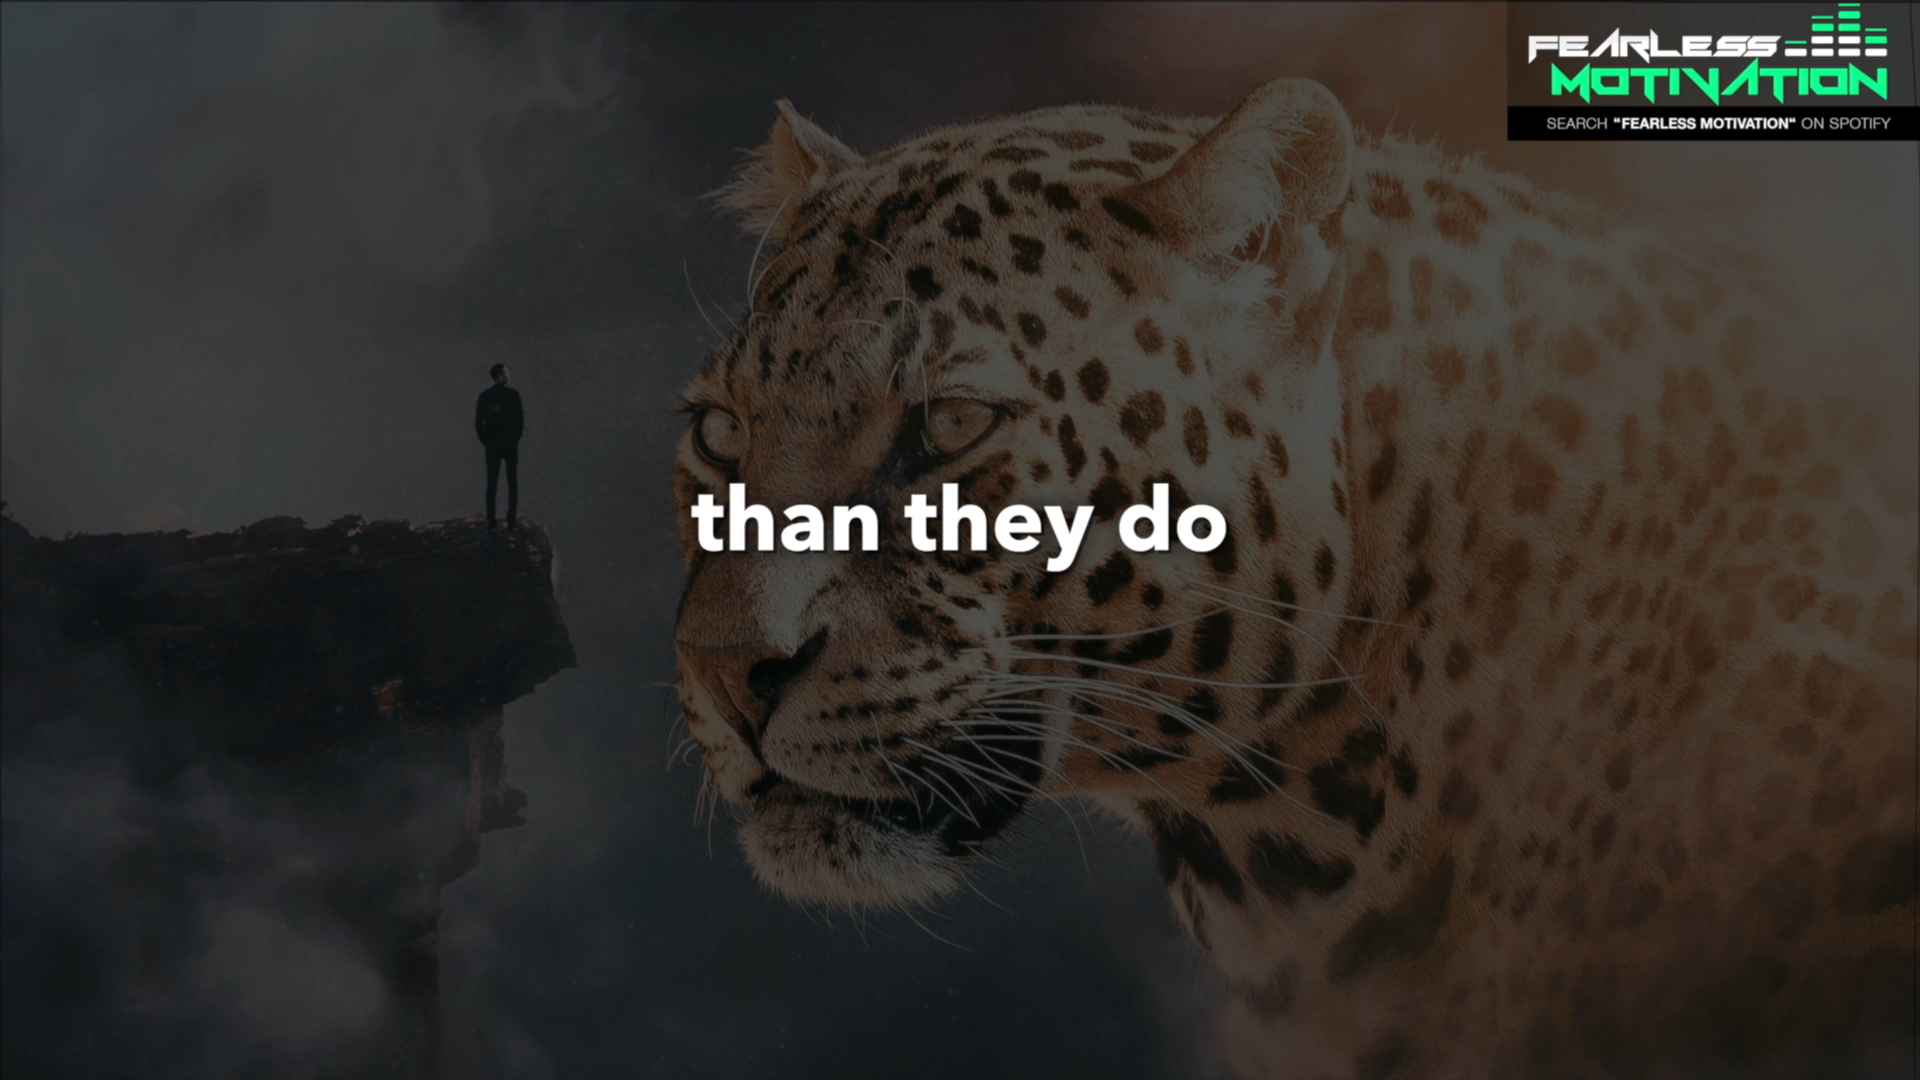 FEARLESS
MOTIVATION
SEARCH "FEARLESS MOTIVATION" ON SPOTIFY
than they do